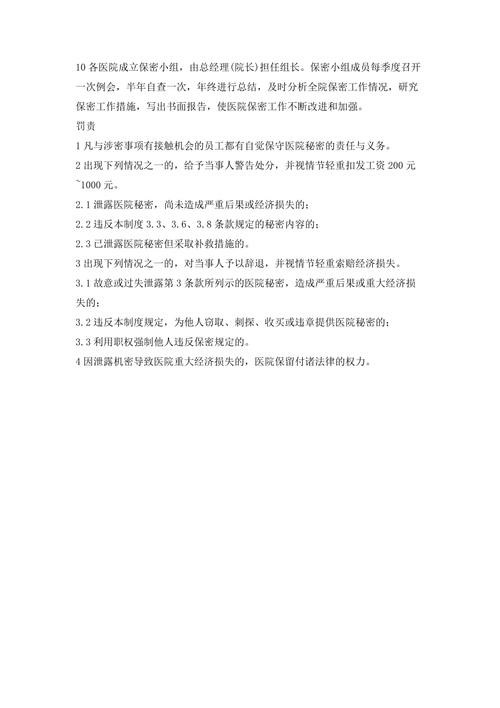 10各医院成立保密小组，由总经理(院长)担任组长。保密小组成员每季度召开
一次例会，半年自查一次，年终进行总结，及时分析全院保密工作情况，研究
保密工作措施，写出书面报告，使医院保密工作不断改进和加强。
罚责
1凡与涉密事项有接触机会的员工都有自觉保守医院秘密的责任与义务。
2出现下列情况之一的，给予当事人警告处分，并视情节轻重扣发工资200元
~1000元。
2.1泄露医院秘密，尚未造成严重后果或经济损失的；
2.2违反本制度3.3、3.6、3.8条款规定的秘密内容的；
2.3已泄露医院秘密但采取补救措施的。
3出现下列情况之一的，对当事人予以辞退，并视情节轻重索赔经济损失。
3.1故意或过失泄露第3条款所列示的医院秘密，造成严重后果或重大经济损
失的；
3.2违反本制度规定，为他人窃取、刺探、收买或违章提供医院秘密的；
3.3利用职权强制他人违反保密规定的。
4因泄露机密导致医院重大经济损失的，医院保留付诸法律的权力。